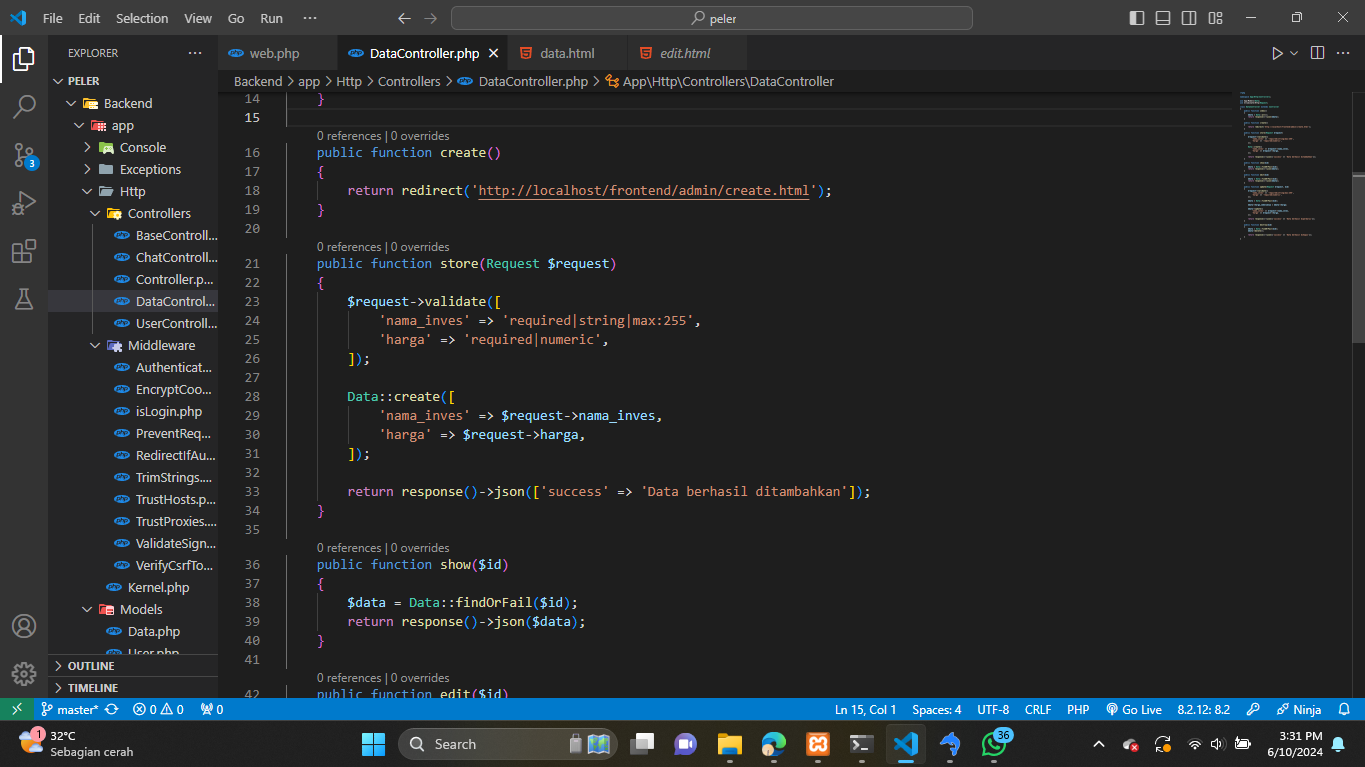 File Edit Selection View Go Run ··· peler
EXPLORER ···
PELER
Backend
app
Console
Exceptions
Http
Controllers
BaseControll...
ChatControll...
Controller.p...
DataControl...
UserControll...
Middleware
Authenticat...
EncryptCoo...
isLogin.php
PreventReq...
RedirectIfAu...
TrimStrings....
TrustHosts.p...
TrustProxies....
ValidateSign...
VerifyCsrfTo...
Kernel.php
Models
Data.php
User.php
OUTLINE
TIMELINE
3
web.php DataController.php data.html edit.html
Backend > app > Http > Controllers > DataController.php > App\Http\Controllers\DataController
14 }
15
0 references | 0 overrides
16 public function create()
17 {
18 return redirect('http://localhost/frontend/admin/create.html');
19 }
20
0 references | 0 overrides
21 public function store(Request $request)
22 {
23 $request->validate([
24 'nama_inves' => 'required|string|max:255',
25 'harga' => 'required|numeric',
26 ]);
27
28 Data::create([
29 'nama_inves' => $request->nama_inves,
30 'harga' => $request->harga,
31 ]);
32
33 return response()->json(['success' => 'Data berhasil ditambahkan']);
34 }
35
0 references | 0 overrides
36 public function show($id)
37 {
38 $data = Data::findOrFail($id);
39 return response()->json($data);
40 }
41
0 references | 0 overrides
42 public function edit($id)
master* 0 0 0 Ln 15, Col 1 Spaces: 4 UTF-8 CRLF PHP Go Live 8.2.12: 8.2 Ninja
1 32°C
Sebagian cerah
Search
36
3:31 PM
6/10/2024